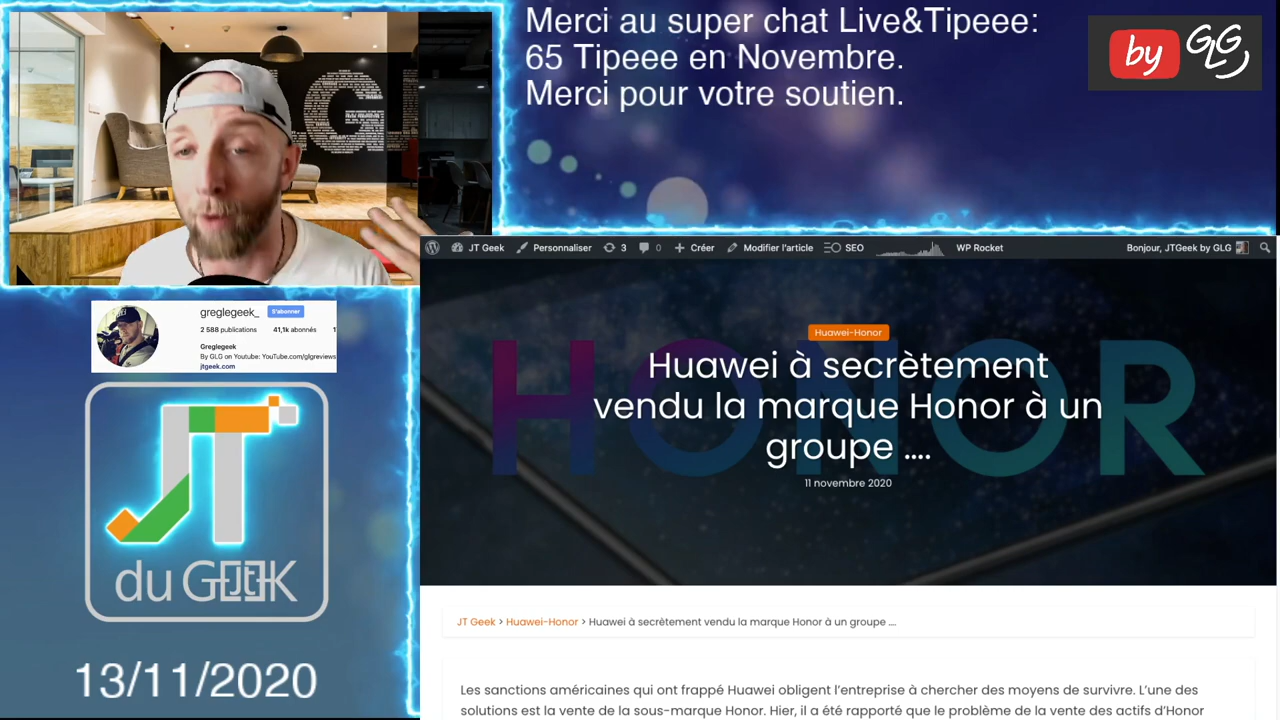 Merci au super chat Live&Tipeee:
65 Tipeee en Novembre.
Merci pour votre soutien.
by GLG
greglegeek_ S'abonner
2 588 publications 41,1k abonnés 1
Greglegeek
By GLG on Youtube: YouTube.com/glgreviews
jtgeek.com
JT
du GEEK
13/11/2020
JT Geek Personnaliser 3 0 Créer Modifier l'article SEO WP Rocket Bonjour, JTGeek by GLG
Huawei-Honor
HONOR
Huawei à secrètement
vendu la marque Honor à un
groupe ....
11 novembre 2020
JT Geek > Huawei-Honor > Huawei à secrètement vendu la marque Honor à un groupe ....
Les sanctions américaines qui ont frappé Huawei obligent l'entreprise à chercher des moyens de survivre. L'une des
solutions est la vente de la sous-marque Honor. Hier, il a été rapporté que le problème de la vente des actifs d'Honor